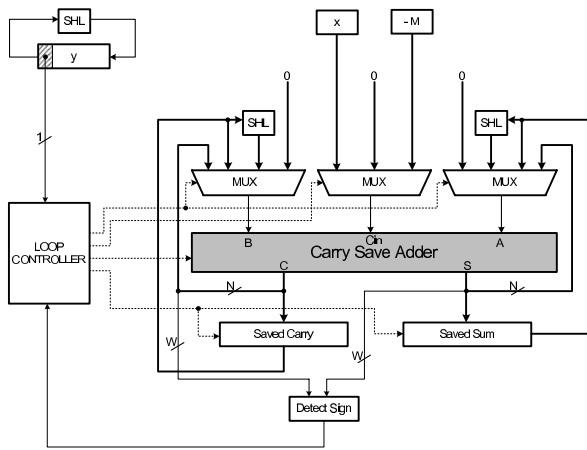 SHL
y
x
- M
1
0
0
0
SHL
SHL
MUX
MUX
MUX
LOOP
CONTROLLER
B
Cin
A
Carry Save Adder
C
S
N
N
Saved Carry
Saved Sum
W
W
Detect Sign